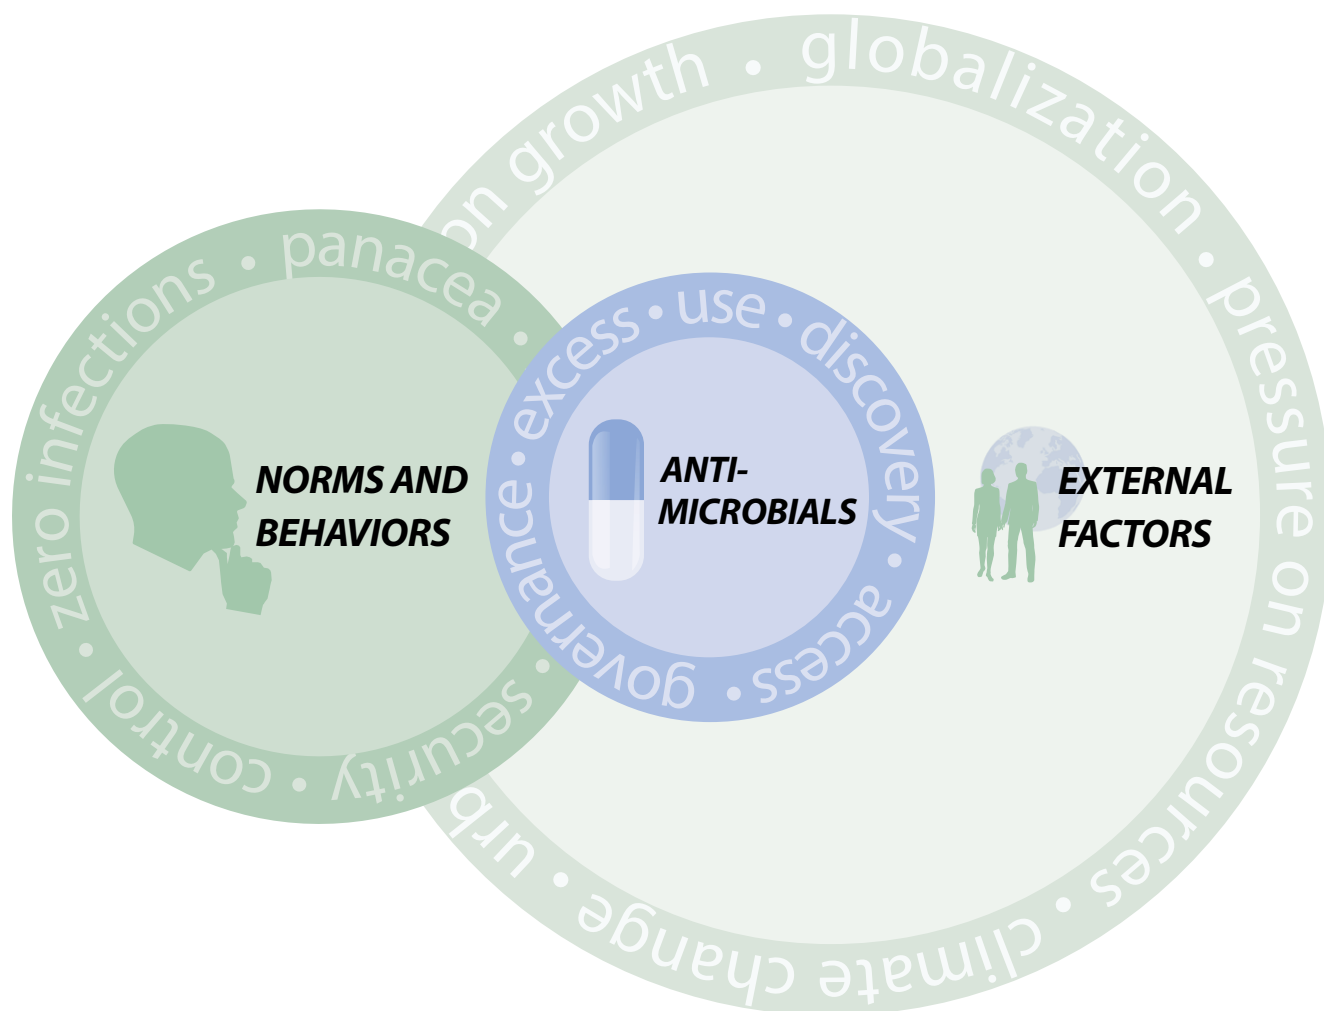 on growth • globalization • pressure on resources • climate change • urb
zero infections • panacea • security • control •
excess • use • discovery • access • governance •
NORMS AND
BEHAVIORS
ANTI-
MICROBIALS
EXTERNAL
FACTORS